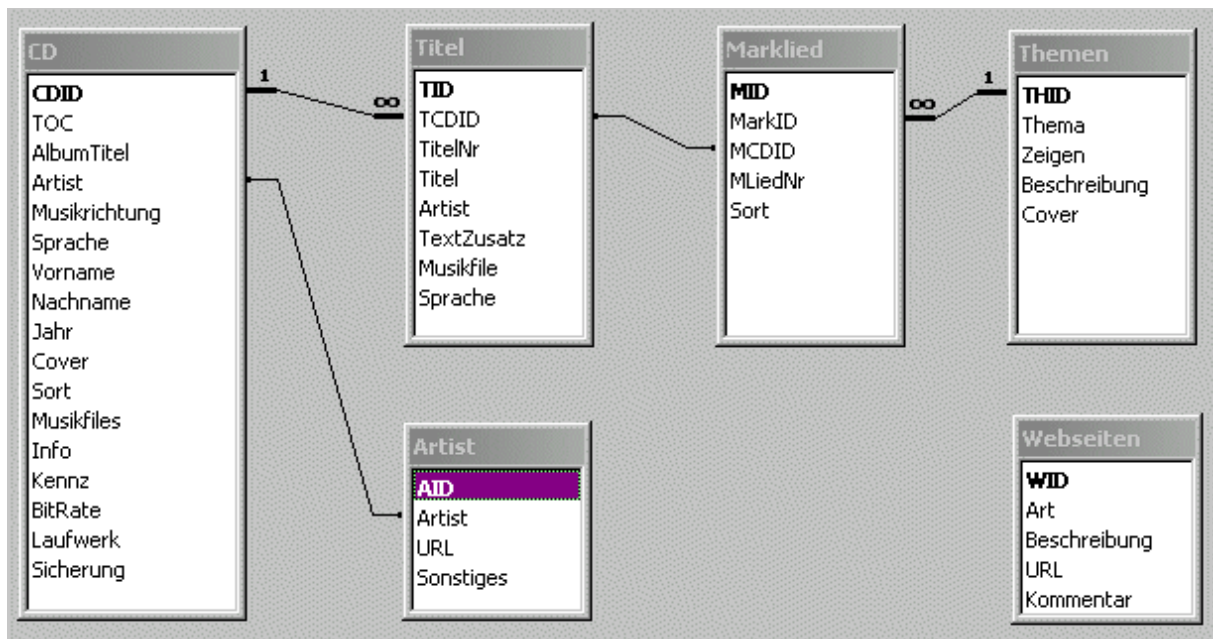 CD
CDID
TOC
AlbumTitel
Artist
Musikrichtung
Sprache
Vorname
Nachname
Jahr
Cover
Sort
Musikfiles
Info
Kennz
BitRate
Laufwerk
Sicherung
1
∞
Titel
TID
TCDID
TitelNr
Titel
Artist
TextZusatz
Musikfile
Sprache
Marklied
MID
MarkID
MCDID
MLiedNr
Sort
∞
1
Themen
THID
Thema
Zeigen
Beschreibung
Cover
Artist
AID
Artist
URL
Sonstiges
Webseiten
WID
Art
Beschreibung
URL
Kommentar